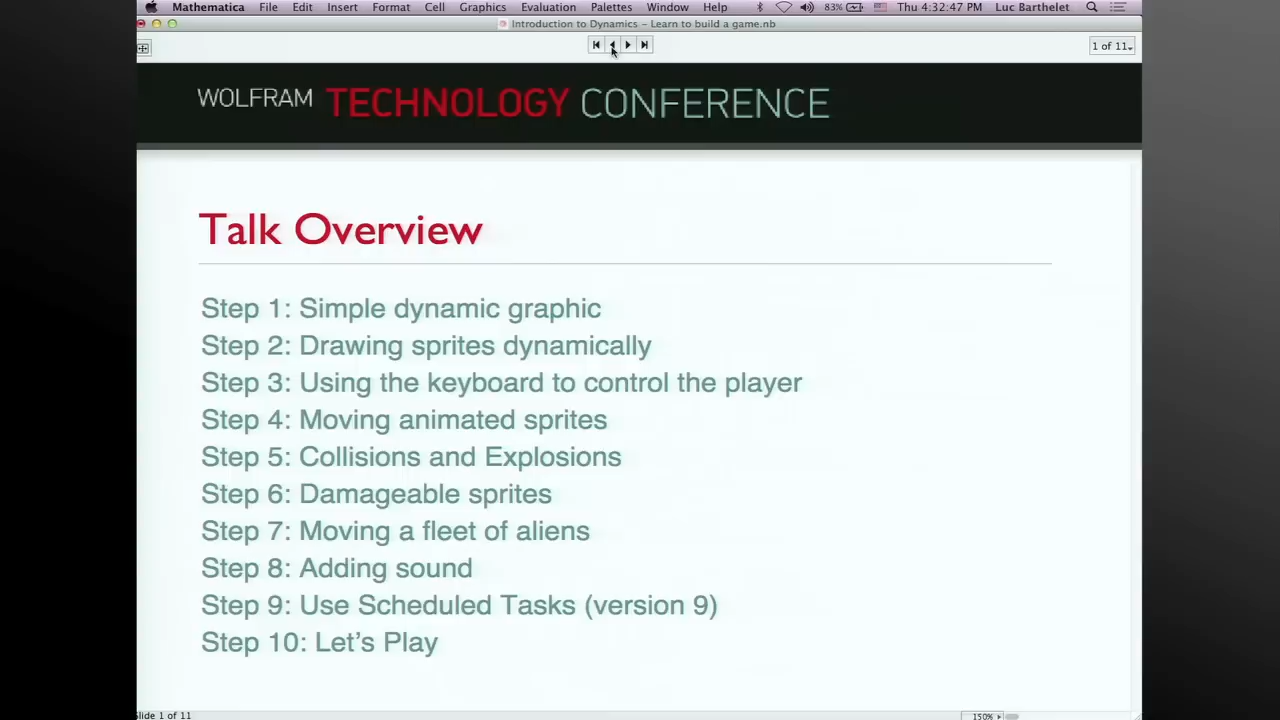 Mathematica File Edit Insert Format Cell Graphics Evaluation Palettes Window Help 83% Thu 4:32:47 PM Luc Barthelet
Introduction to Dynamics – Learn to build a game.nb
1 of 11
WOLFRAM TECHNOLOGY CONFERENCE
Talk Overview
Step 1: Simple dynamic graphic
Step 2: Drawing sprites dynamically
Step 3: Using the keyboard to control the player
Step 4: Moving animated sprites
Step 5: Collisions and Explosions
Step 6: Damageable sprites
Step 7: Moving a fleet of aliens
Step 8: Adding sound
Step 9: Use Scheduled Tasks (version 9)
Step 10: Let’s Play
Slide 1 of 11 150%